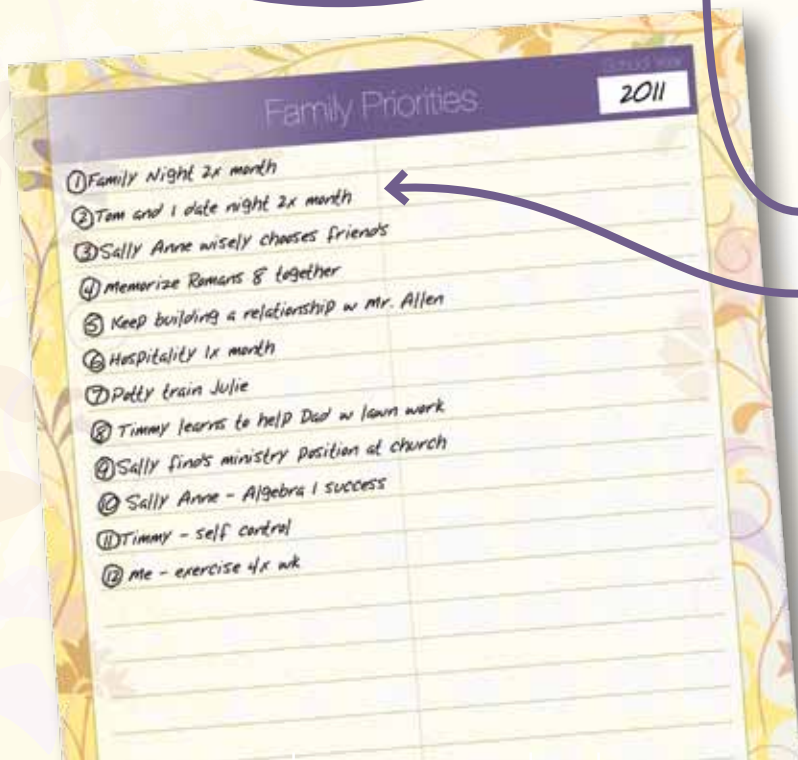 School Year
Family Priorities
2011
①Family Night 2x month
②Tom and I date night 2x month
③Sally Anne wisely chooses friends
④memorize Romans 8 together
⑤Keep building a relationship w Mr. Allen
⑥Hospitality 1x month
⑦Potty train Julie
⑧Timmy learns to help Dad w lawn work
⑨Sally finds ministry position at church
⑩Sally Anne - Algebra 1 success
⑪Timmy - self control
⑫me - exercise 4x wk